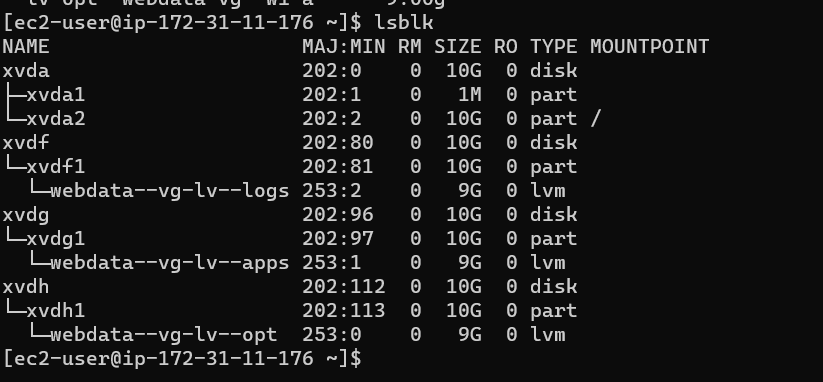 [ec2-user@ip-172-31-11-176 ~]$ lsblk
NAME                      MAJ:MIN RM SIZE RO TYPE MOUNTPOINT
xvda                      202:0    0  10G  0 disk
├─xvda1                   202:1    0   1M  0 part
└─xvda2                   202:2    0  10G  0 part /
xvdf                      202:80   0  10G  0 disk
└─xvdf1                   202:81   0  10G  0 part
  └─webdata--vg-lv--logs 253:2    0   9G  0 lvm
xvdg                      202:96   0  10G  0 disk
└─xvdg1                   202:97   0  10G  0 part
  └─webdata--vg-lv--apps 253:1    0   9G  0 lvm
xvdh                      202:112  0  10G  0 disk
└─xvdh1                   202:113  0  10G  0 part
  └─webdata--vg-lv--opt  253:0    0   9G  0 lvm
[ec2-user@ip-172-31-11-176 ~]$